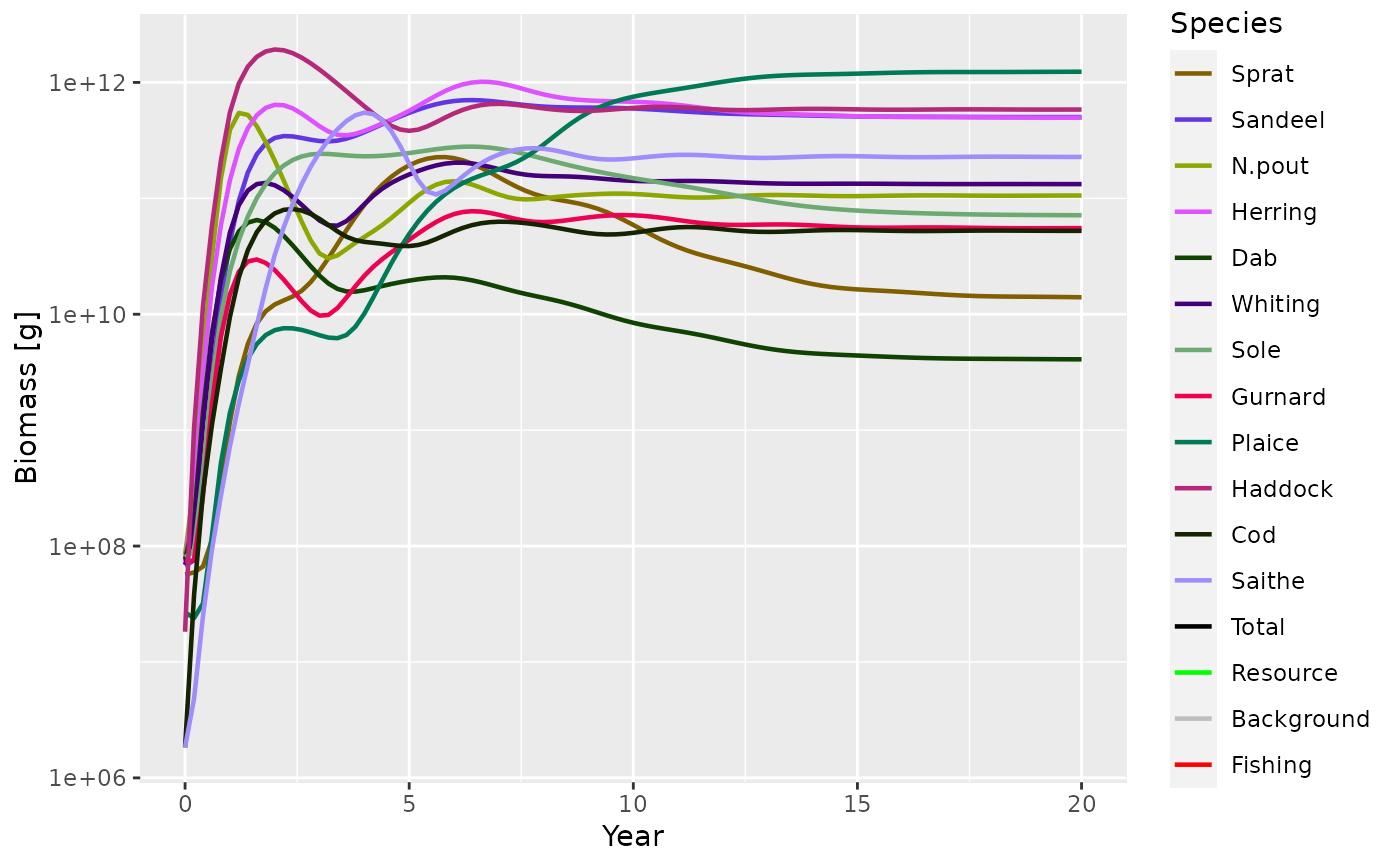 1e+12
1e+10
1e+08
1e+06
Biomass [g]
0 5 10 15 20
Year
Species
Sprat
Sandeel
N.pout
Herring
Dab
Whiting
Sole
Gurnard
Plaice
Haddock
Cod
Saithe
Total
Resource
Background
Fishing